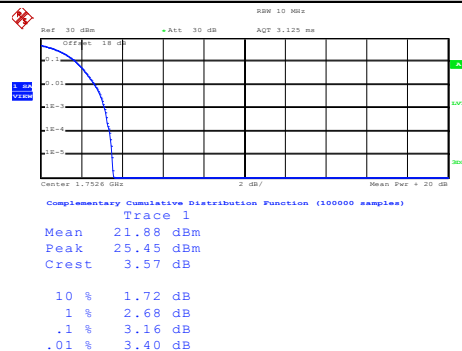 RBW 10 MHz
Ref 30 dBm Att 30 dB AQT 3.125 ms
Offset 18 dB
0.1
A
0.01
1 SA
VIEW
1E-3
LVS
1E-4
1E-5
3DB
Center 1.7526 GHz 2 dB/ Mean Pwr + 20 dB
Complementary Cumulative Distribution Function (100000 samples)
Trace 1
Mean 21.88 dBm
Peak 25.45 dBm
Crest 3.57 dB
10 % 1.72 dB
1 % 2.68 dB
.1 % 3.16 dB
.01 % 3.40 dB